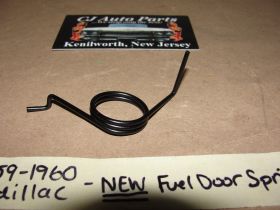 CJ Auto Parts
Kenilworth, New Jersey
59-1960
dillac - NEW Fuel Door Spri